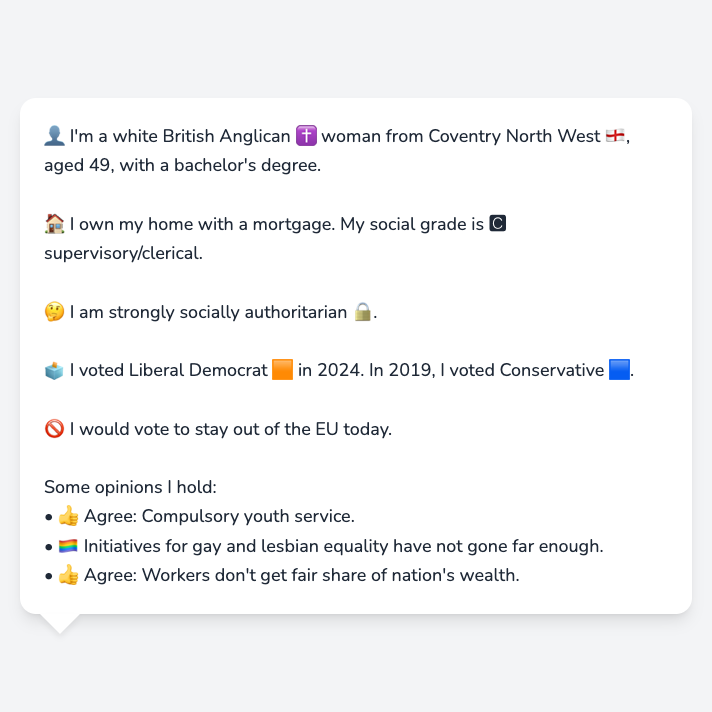 👤 I'm a white British Anglican ✝️ woman from Coventry North West 🏴󠁧󠁢󠁥󠁮󠁧󠁿,
aged 49, with a bachelor's degree.
🏠 I own my home with a mortgage. My social grade is 🅲
supervisory/clerical.
🤔 I am strongly socially authoritarian 🔒.
🗳️ I voted Liberal Democrat 🟧 in 2024. In 2019, I voted Conservative 🟦.
🚫 I would vote to stay out of the EU today.
Some opinions I hold:
• 👍 Agree: Compulsory youth service.
• 🏳️‍🌈 Initiatives for gay and lesbian equality have not gone far enough.
• 👍 Agree: Workers don't get fair share of nation's wealth.